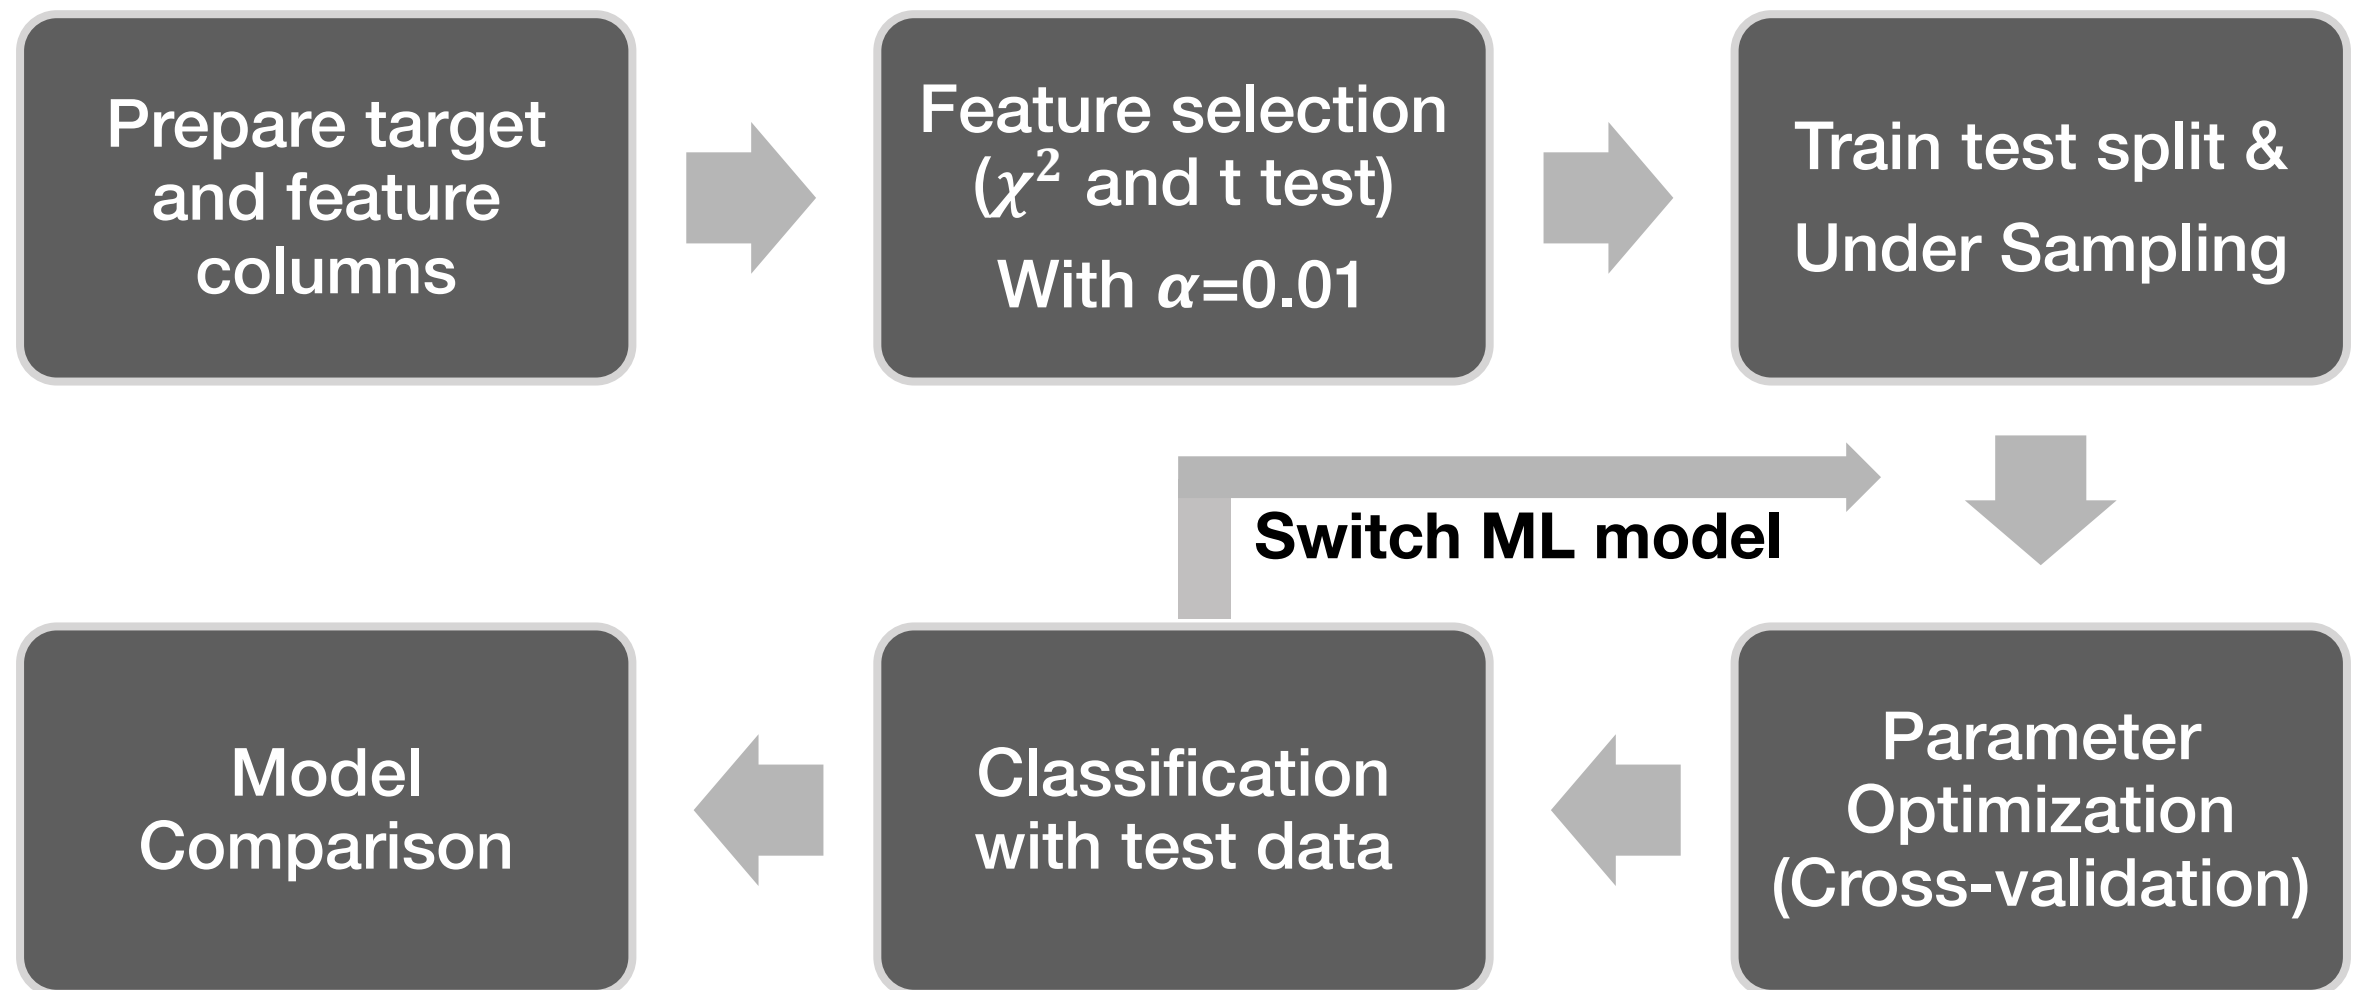 Prepare target
and feature
columns
Feature selection
(χ² and t test)
With α=0.01
Train test split &
Under Sampling
Switch ML model
Parameter
Optimization
(Cross-validation)
Classification
with test data
Model
Comparison